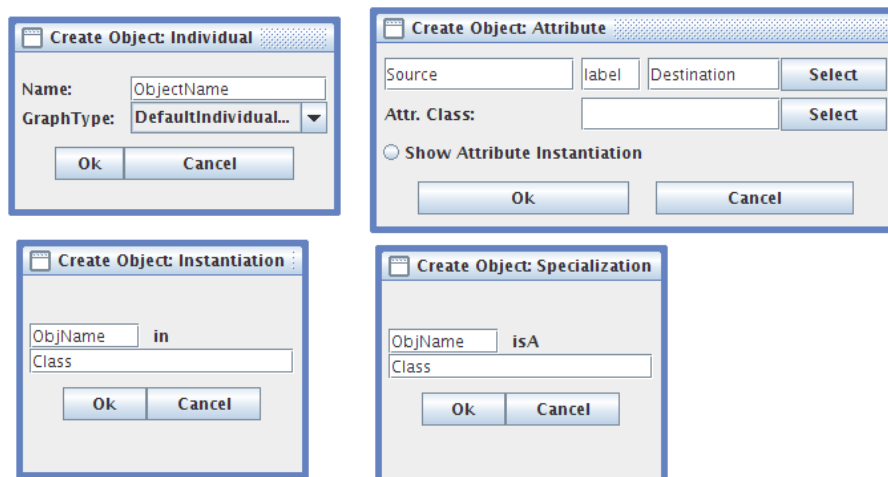 Create Object: Individual
Name: ObjectName
GraphType: DefaultIndividual...
Ok Cancel
Create Object: Attribute
Source label Destination Select
Attr. Class: Select
Show Attribute Instantiation
Ok Cancel
Create Object: Instantiation
ObjName in
Class
Ok Cancel
Create Object: Specialization
ObjName isA
Class
Ok Cancel